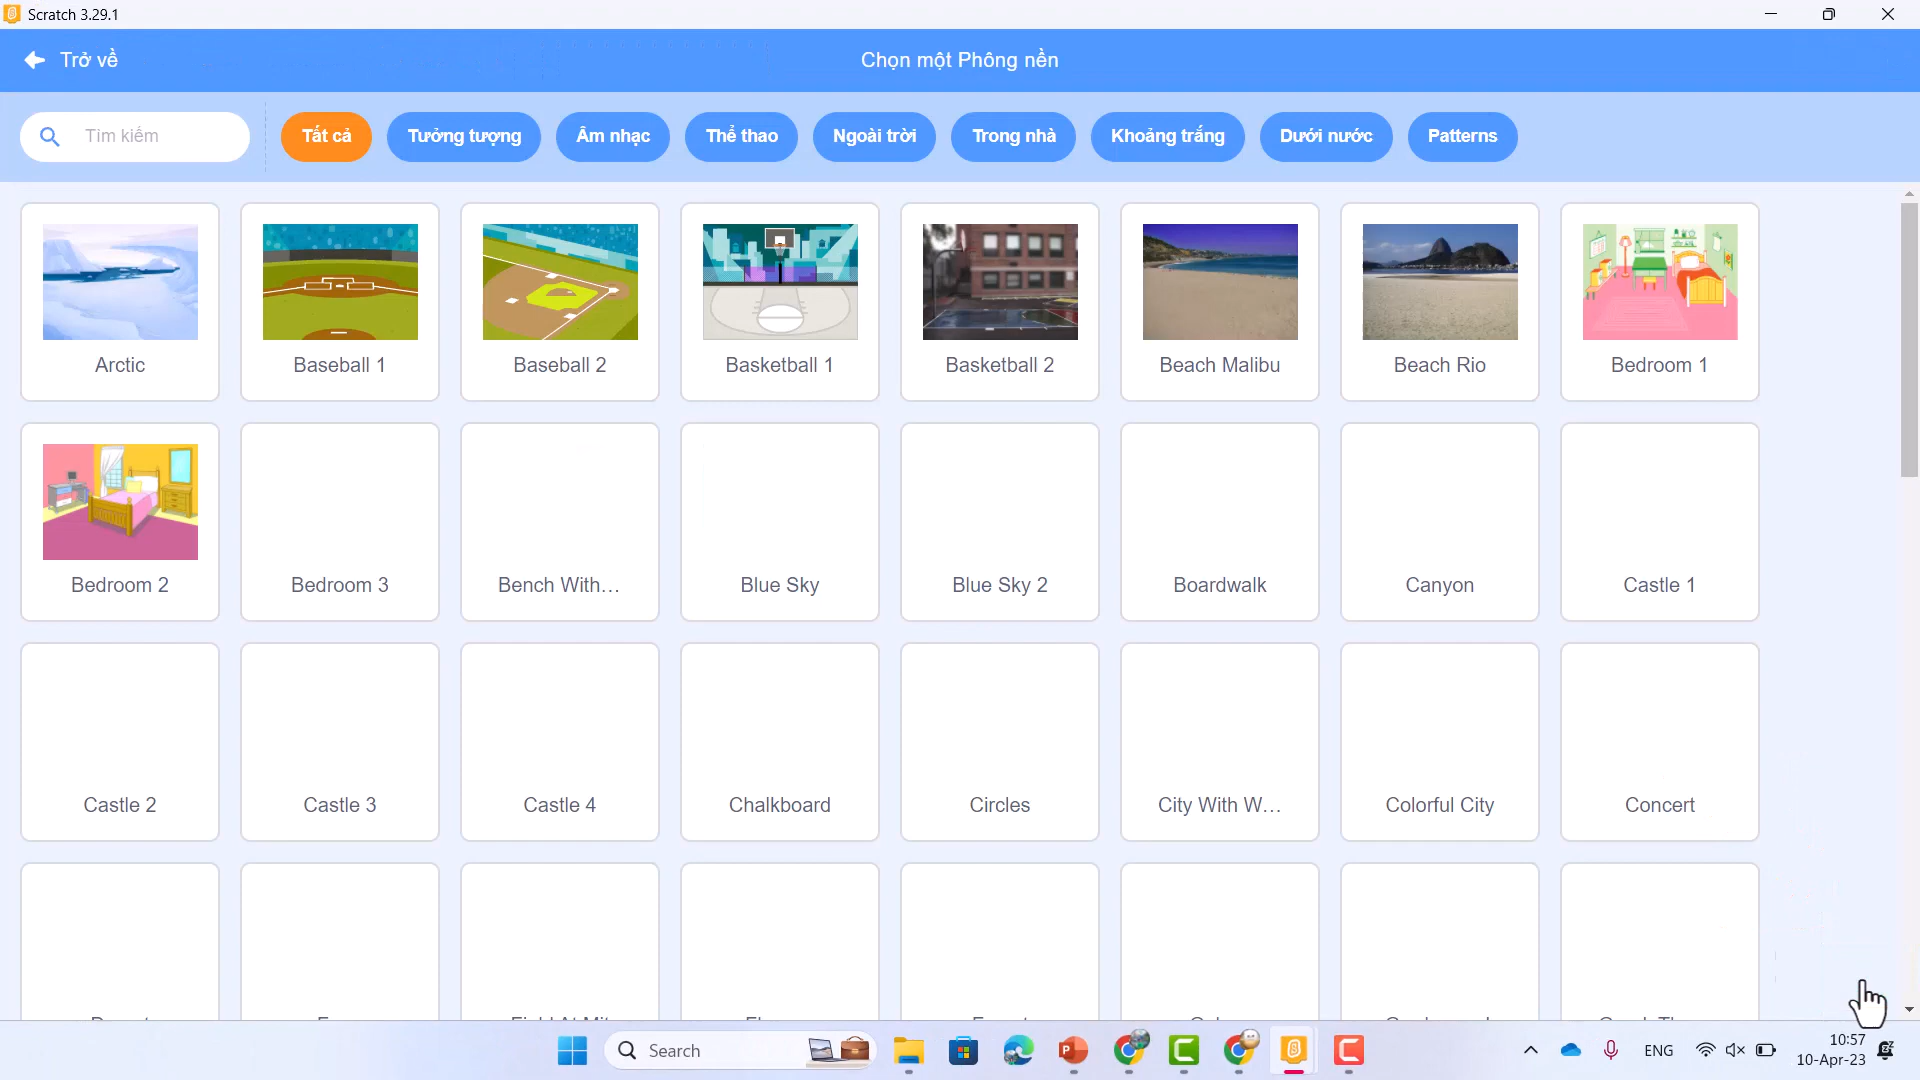 Scratch 3.29.1
Trở về
Chọn một Phông nền
Tìm kiếm
Tất cả
Tưởng tượng
Âm nhạc
Thể thao
Ngoài trời
Trong nhà
Khoảng trắng
Dưới nước
Patterns
Arctic
Baseball 1
Baseball 2
Basketball 1
Basketball 2
Beach Malibu
Beach Rio
Bedroom 1
Bedroom 2
Bedroom 3
Bench With...
Blue Sky
Blue Sky 2
Boardwalk
Canyon
Castle 1
Castle 2
Castle 3
Castle 4
Chalkboard
Circles
City With W...
Colorful City
Concert
Search
ENG
10:57
10-Apr-23